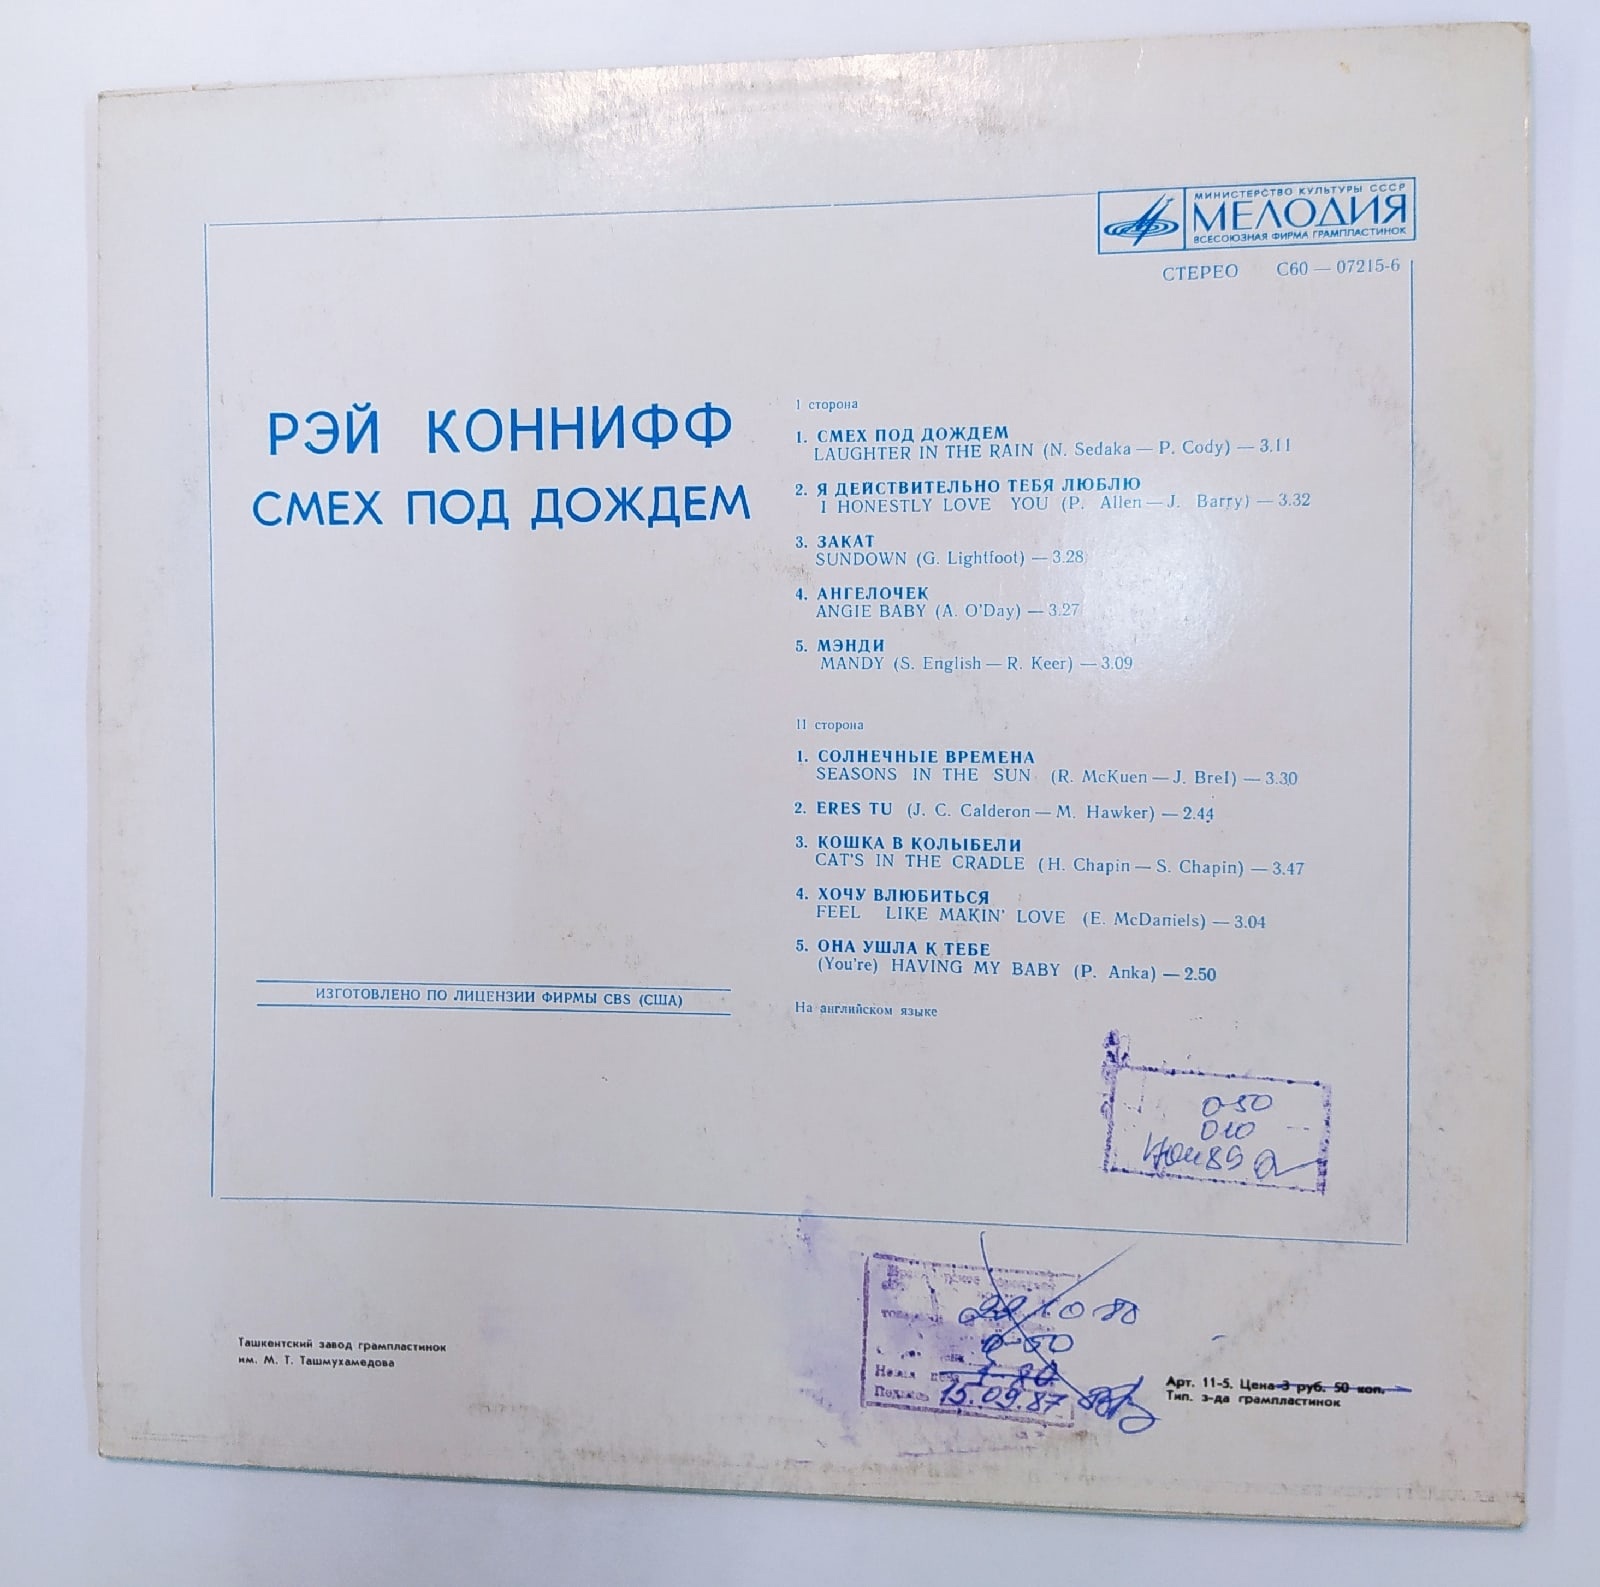 МИНИСТЕРСТВО КУЛЬТУРЫ СССР
МЕЛОДИЯ
ВСЕСОЮЗНАЯ ФИРМА ГРАМПЛАСТИНОК
СТЕРЕО С60 — 07215-6
РЭЙ КОННИФФ
СМЕХ ПОД ДОЖДЕМ
I сторона
1. СМЕХ ПОД ДОЖДЕМ
LAUGHTER IN THE RAIN (N. Sedaka — P. Cody) — 3.11
2. Я ДЕЙСТВИТЕЛЬНО ТЕБЯ ЛЮБЛЮ
I HONESTLY LOVE YOU (P. Allen — J. Barry) — 3.32
3. ЗАКАТ
SUNDOWN (G. Lightfoot) — 3.28
4. АНГЕЛОЧЕК
ANGIE BABY (A. O'Day) — 3.27
5. МЭНДИ
MANDY (S. English — R. Keer) — 3.09
II сторона
1. СОЛНЕЧНЫЕ ВРЕМЕНА
SEASONS IN THE SUN (R. McKuen — J. Brel) — 3.30
2. ERES TU (J. C. Calderon — M. Hawker) — 2.44
3. КОШКА В КОЛЫБЕЛИ
CAT'S IN THE CRADLE (H. Chapin — S. Chapin) — 3.47
4. ХОЧУ ВЛЮБИТЬСЯ
FEEL LIKE MAKIN' LOVE (E. McDaniels) — 3.04
5. ОНА УШЛА К ТЕБЕ
(You're) HAVING MY BABY (P. Anka) — 2.50
На английском языке
ИЗГОТОВЛЕНО ПО ЛИЦЕНЗИИ ФИРМЫ CBS (США)
0-50
010
0-50
15.09.87
Ташкентский завод грампластинок
им. М. Т. Ташмухамедова
Арт. 11-5. Цена 3 руб. 50 коп.
Тип. з-да грампластинок